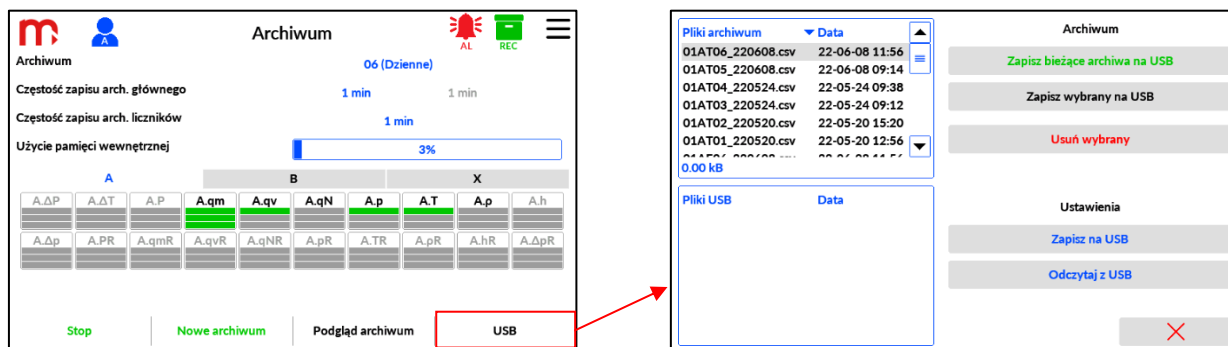 Archiwum
A
AL
REC
Archiwum
06 (Dzienne)
Częstość zapisu arch. głównego
1 min
1 min
Częstość zapisu arch. liczników
1 min
Użycie pamięci wewnętrznej
3%
A
B
X
A.ΔP
A.ΔT
A.P
A.qm
A.qv
A.qN
A.p
A.T
A.ρ
A.h
A.Δp
A.PR
A.qmR
A.qvR
A.qNR
A.pR
A.TR
A.ρR
A.hR
A.ΔpR
Stop
Nowe archiwum
Podgląd archiwum
USB
Pliki archiwum
Data
01AT06_220608.csv 22-06-08 11:56
01AT05_220608.csv 22-06-08 09:14
01AT04_220524.csv 22-05-24 09:38
01AT03_220524.csv 22-05-24 09:12
01AT02_220520.csv 22-05-20 15:20
01AT01_220520.csv 22-05-20 12:56
0.00 kB
Pliki USB
Data
Archiwum
Zapisz bieżące archiwa na USB
Zapisz wybrany na USB
Usuń wybrany
Ustawienia
Zapisz na USB
Odczytaj z USB